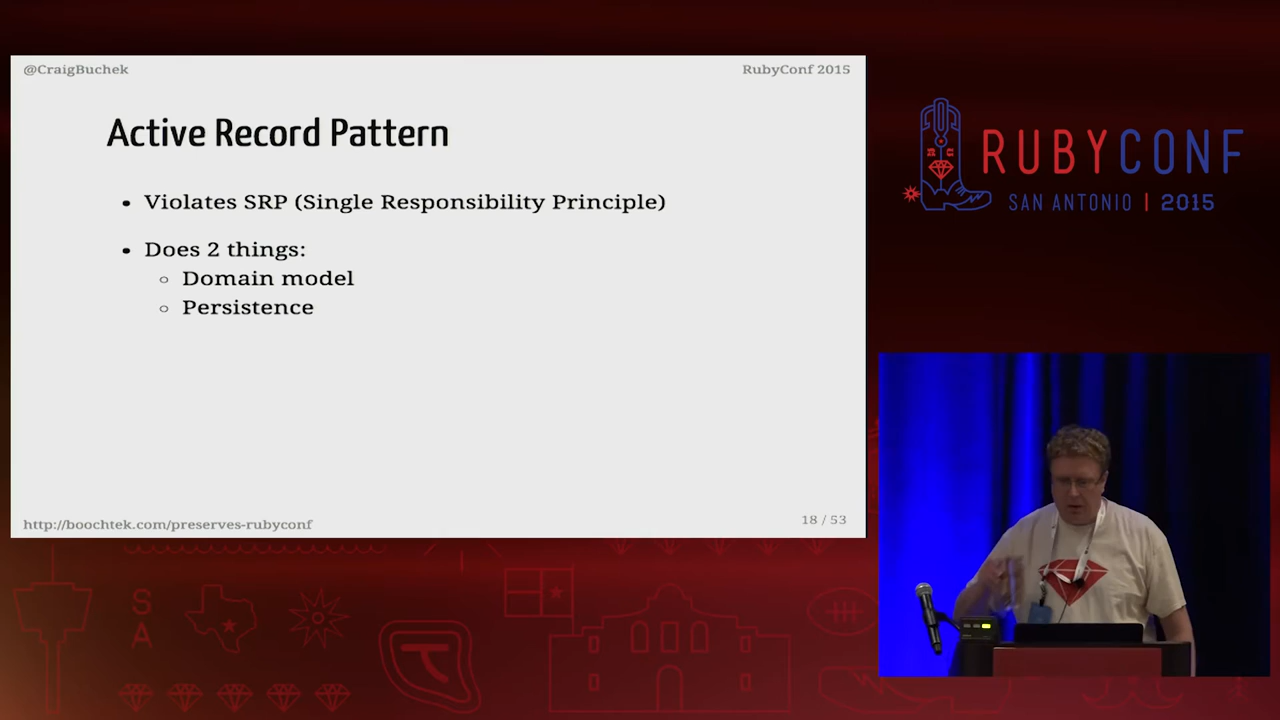 @CraigBuchek
RubyConf 2015
Active Record Pattern
• Violates SRP (Single Responsibility Principle)
• Does 2 things:
○ Domain model
○ Persistence
http://boochtek.com/preserves-rubyconf
18 / 53
RUBYCONF
SAN ANTONIO | 2015
S
A